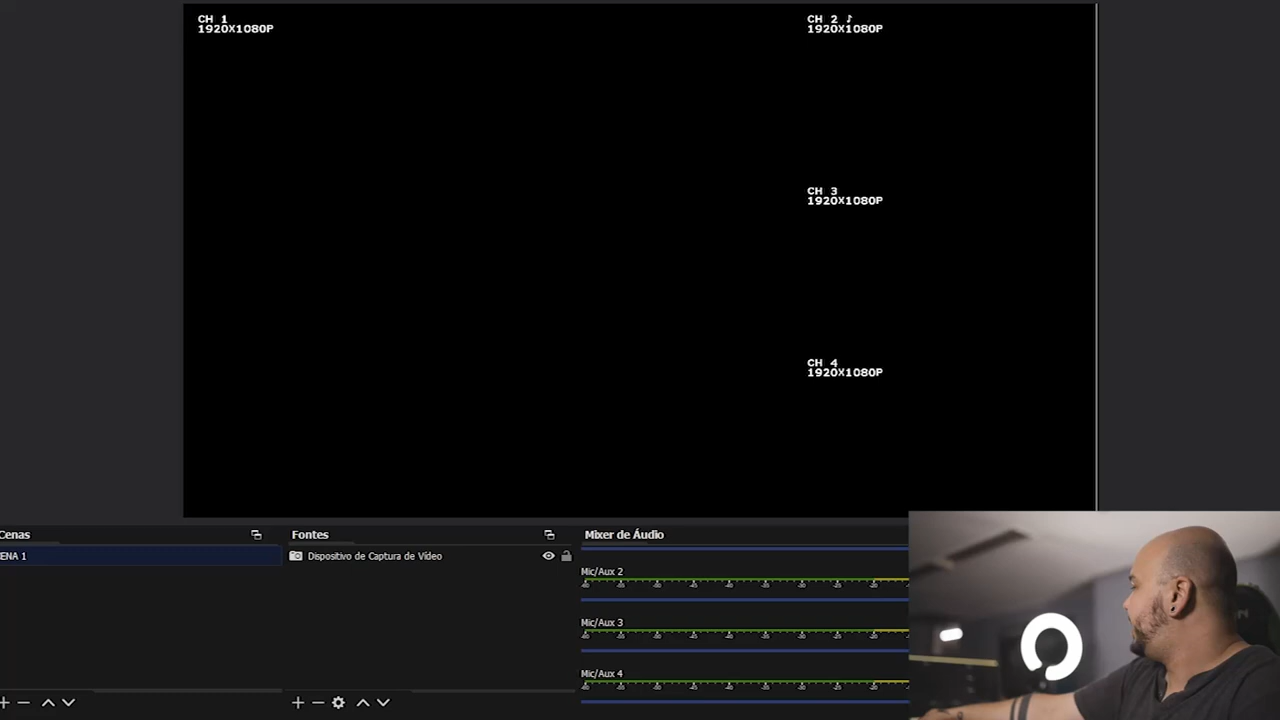 CH 1
1920X1080P
CH 2 ♪
1920X1080P
CH 3
1920X1080P
CH 4
1920X1080P
Cenas
ENA 1
Fontes
Dispositivo de Captura de Vídeo
Mixer de Áudio
Mic/Aux 2
Mic/Aux 3
Mic/Aux 4